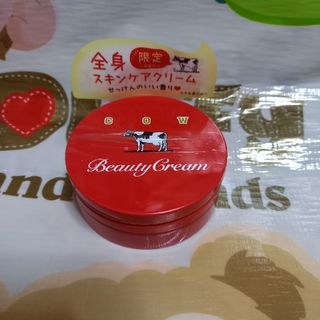 全身
限定
スキンケアクリーム
せっけんのいい香り♥
COW
Beauty Cream
and
ds